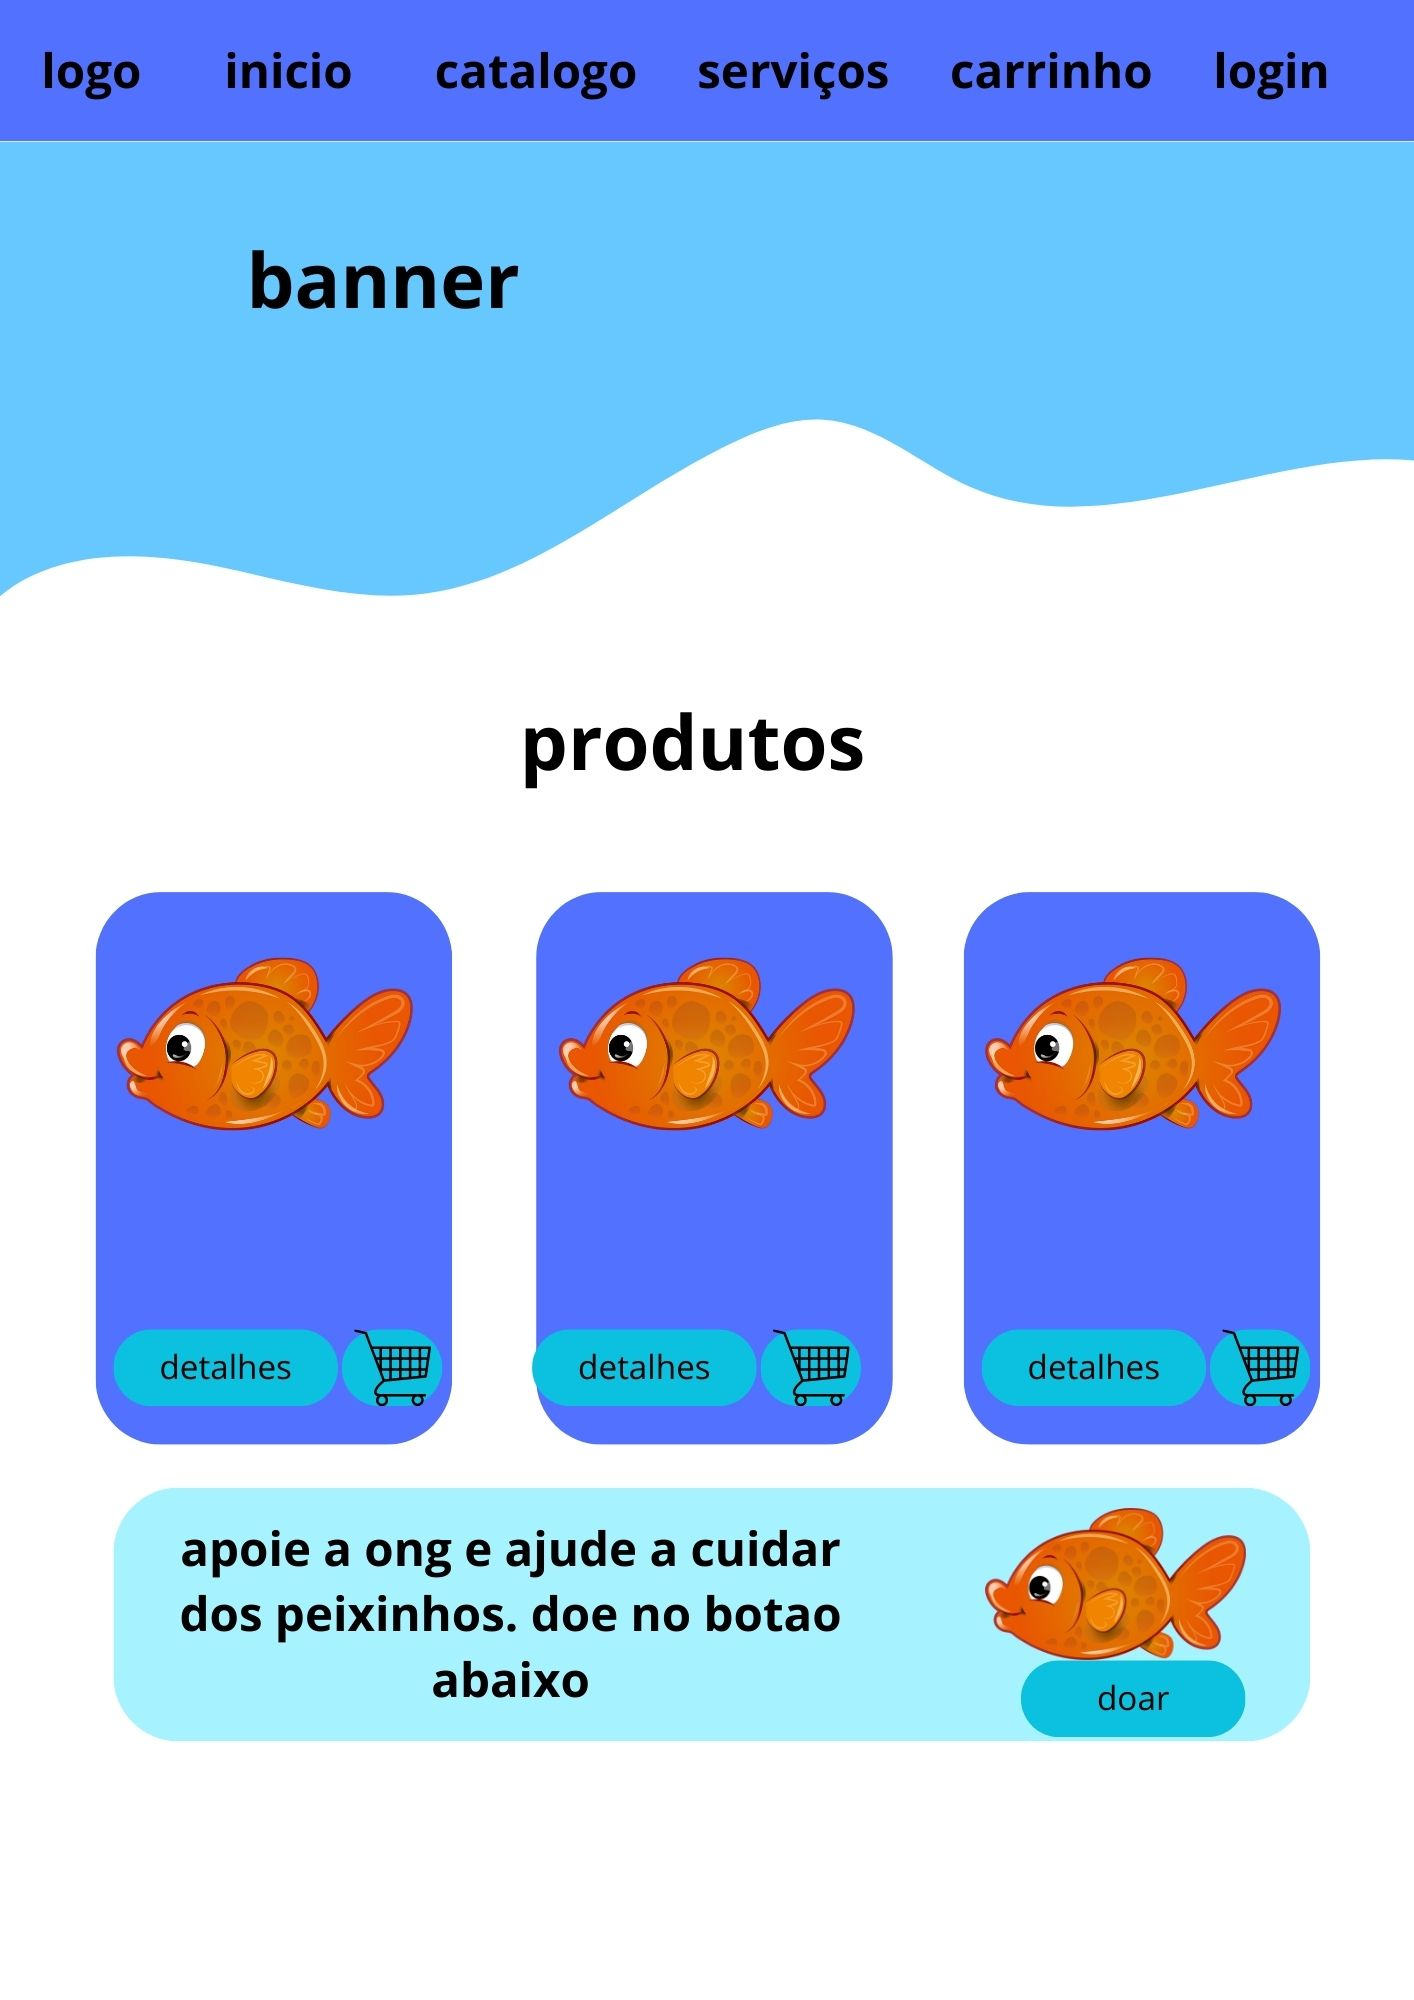 logo inicio catalogo serviços carrinho login
banner
produtos
detalhes detalhes detalhes
apoie a ong e ajude a cuidar
dos peixinhos. doe no botao
abaixo
doar